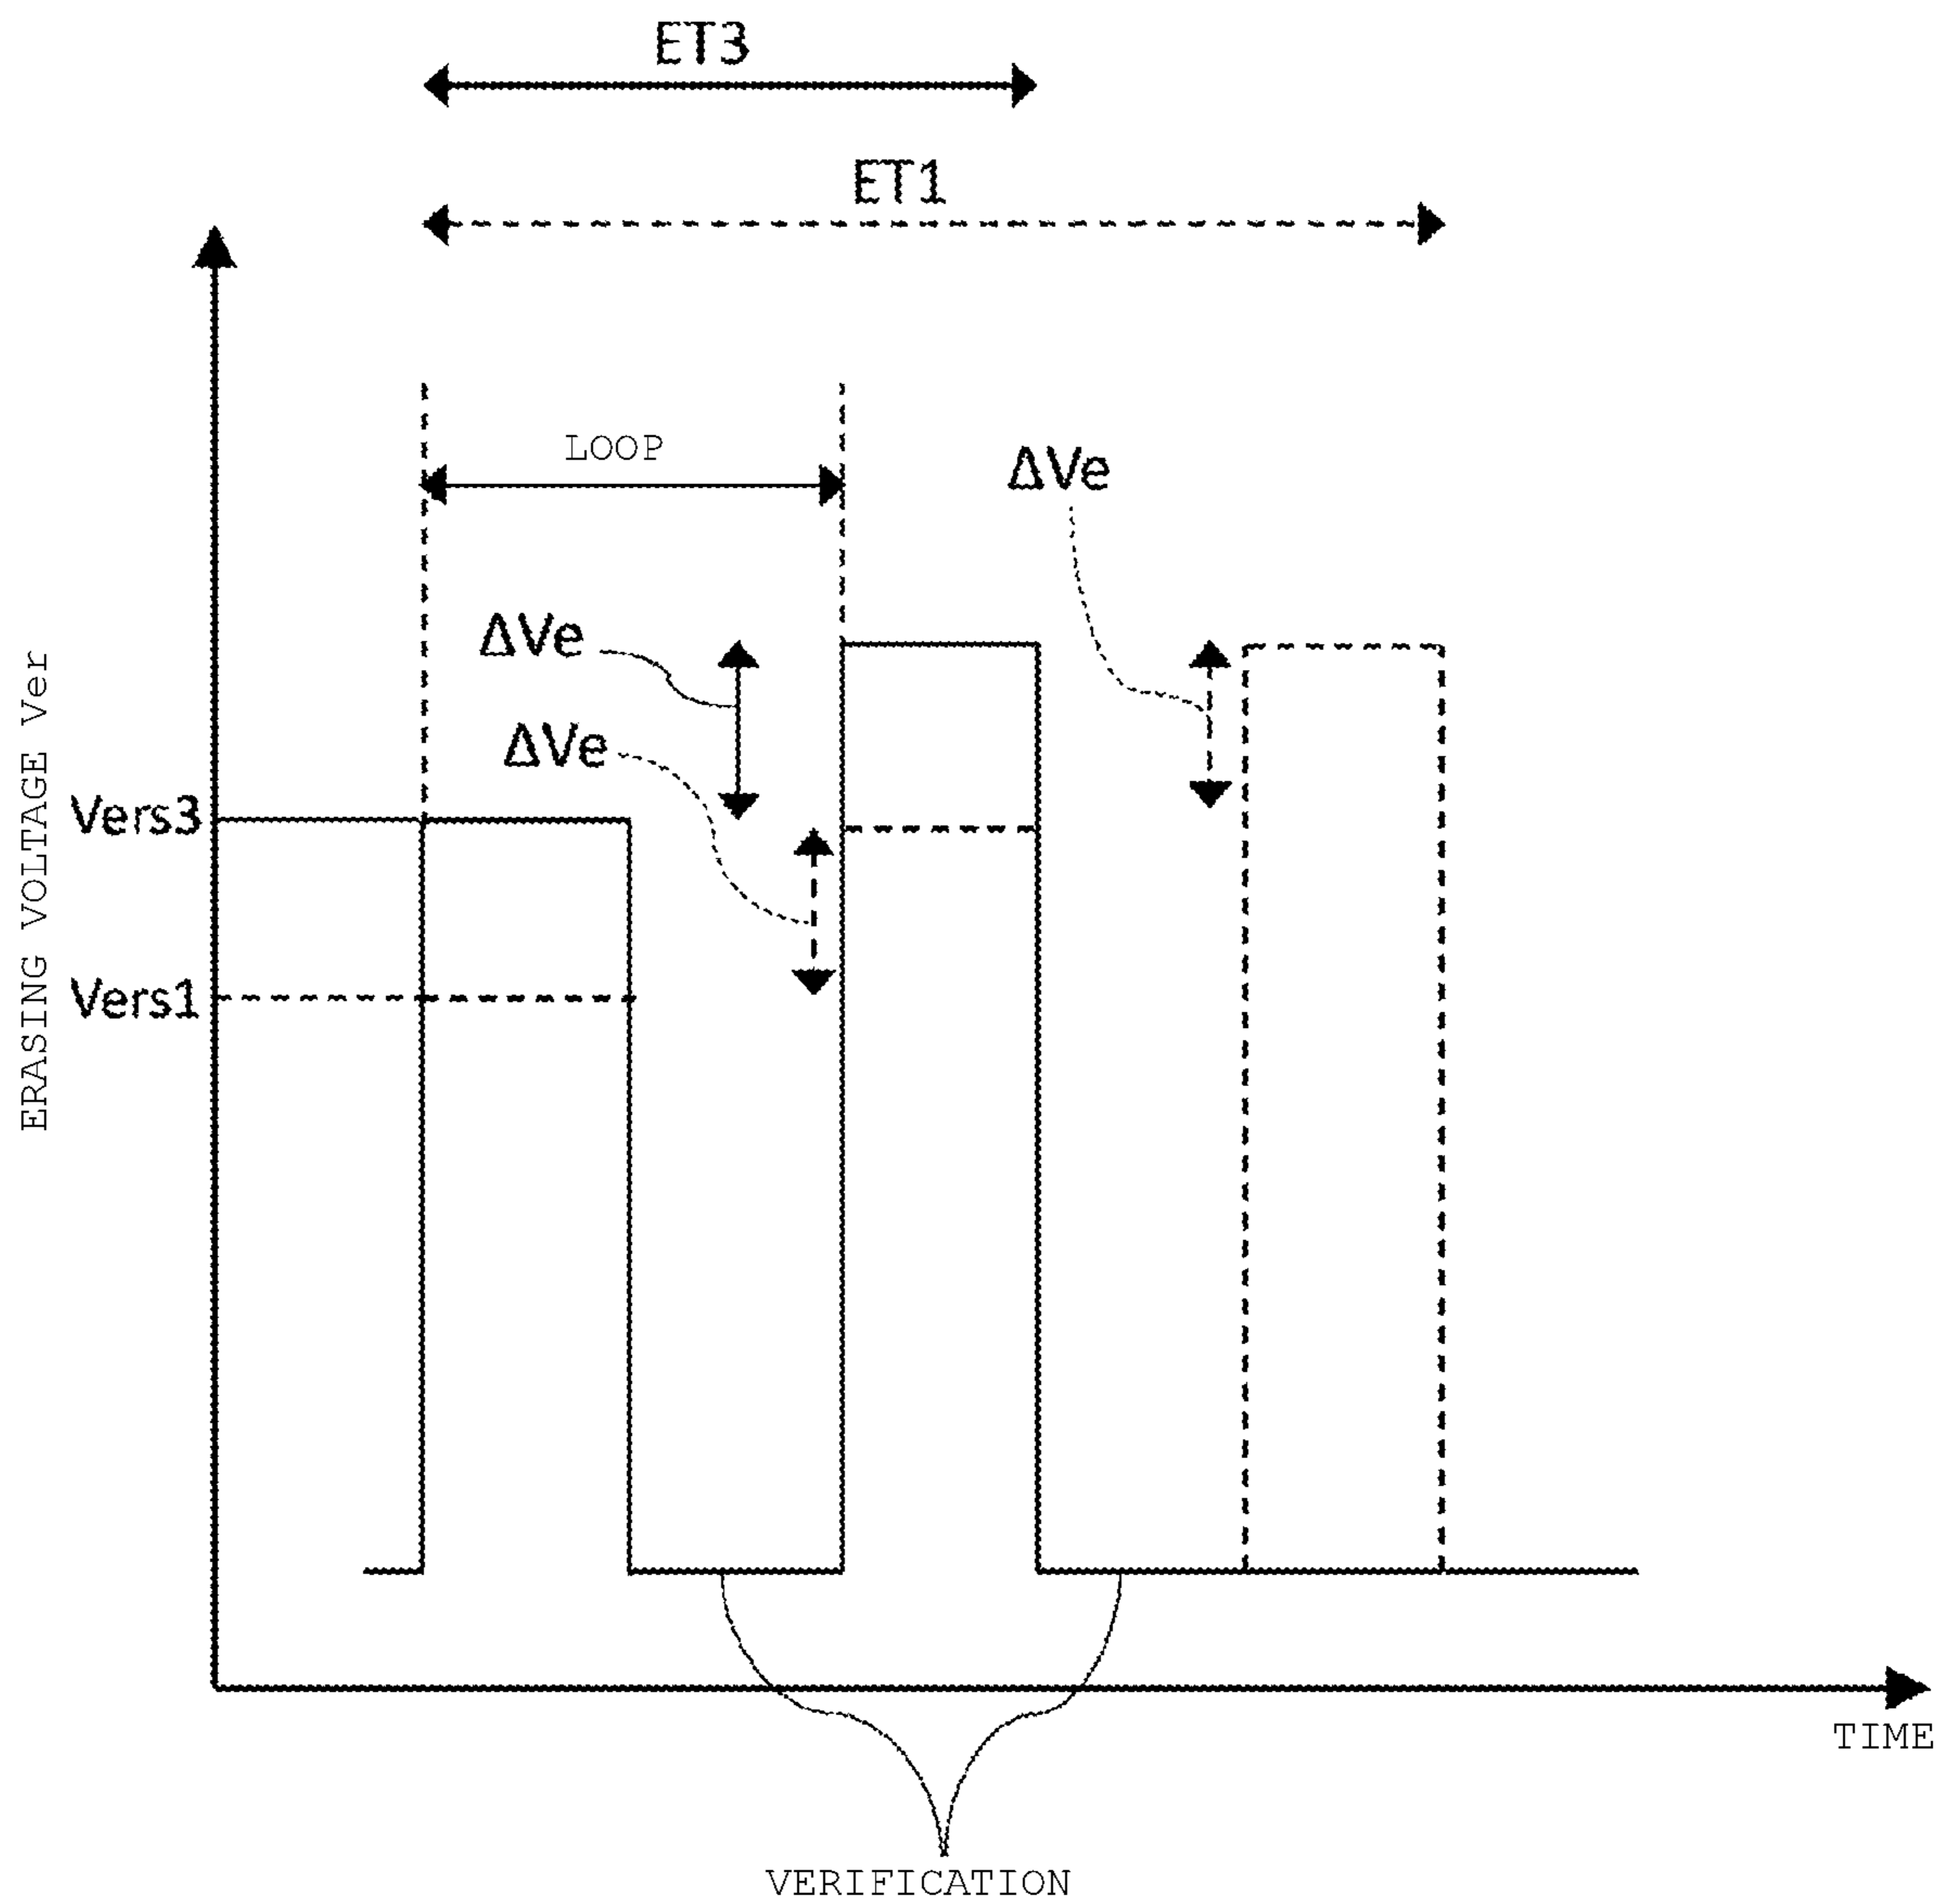 ET3
ET1
LOOP
ΔVe
ΔVe
ΔVe
Vers3
Vers1
ERASING VOLTAGE Ver
TIME
VERIFICATION